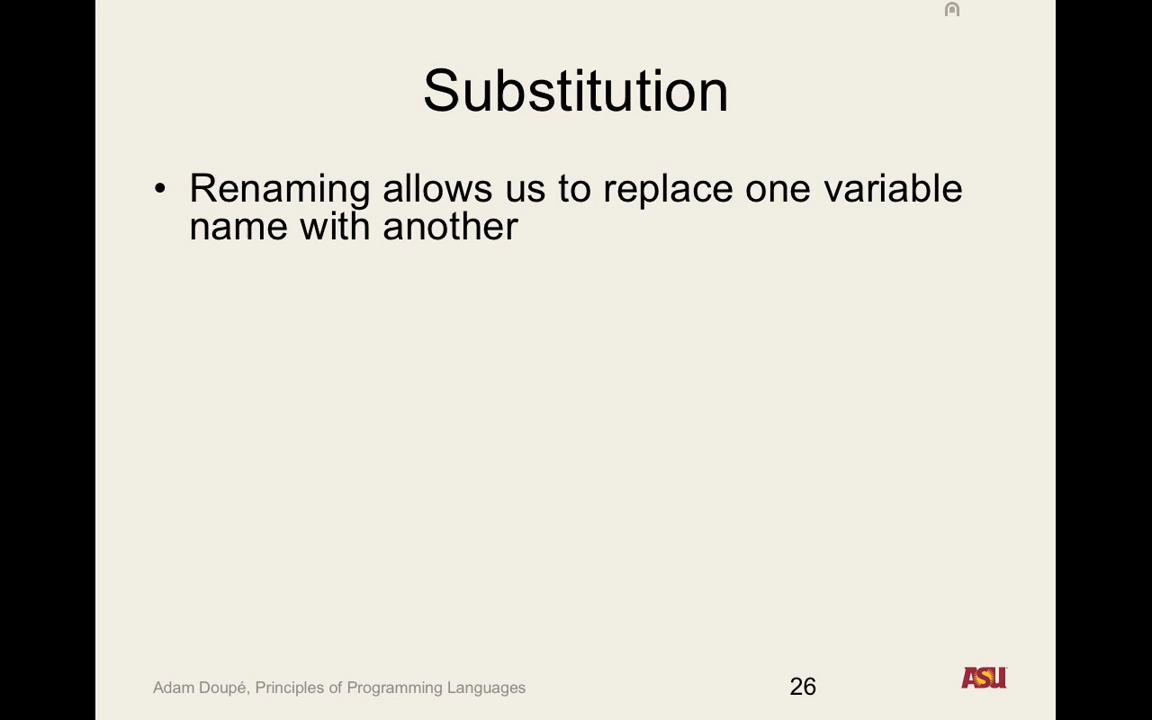 Substitution
• Renaming allows us to replace one variable
name with another
Adam Doupé, Principles of Programming Languages
26
ASU